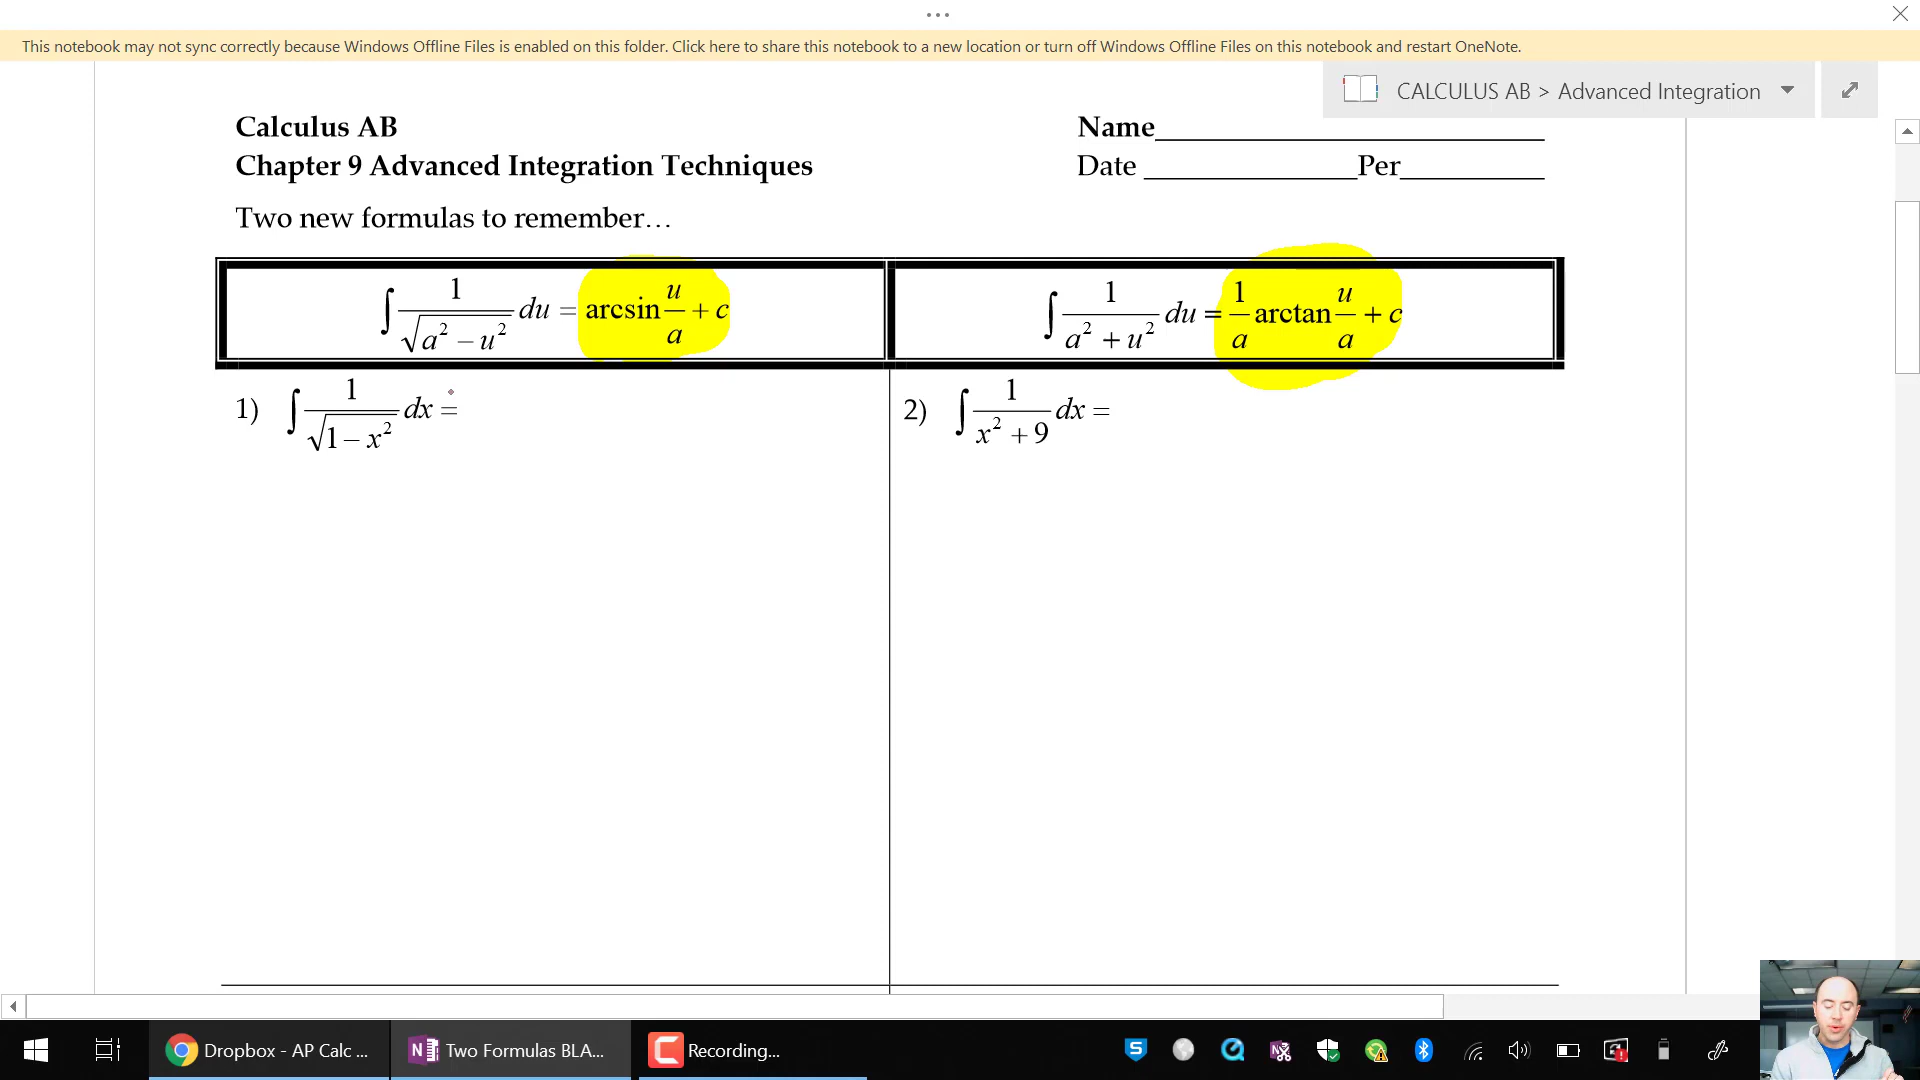 This notebook may not sync correctly because Windows Offline Files is enabled on this folder. Click here to share this notebook to a new location or turn off Windows Offline Files on this notebook and restart OneNote.
CALCULUS AB > Advanced Integration
Calculus AB Name________________
Chapter 9 Advanced Integration Techniques Date ________Per________
Two new formulas to remember…
∫ 1/√(a² − u²) du = arcsin u/a + c
∫ 1/(a² + u²) du = 1/a arctan u/a + c
1) ∫ 1/√(1 − x²) dx =
2) ∫ 1/(x² + 9) dx =
Dropbox - AP Calc ...
Two Formulas BLA...
Recording...